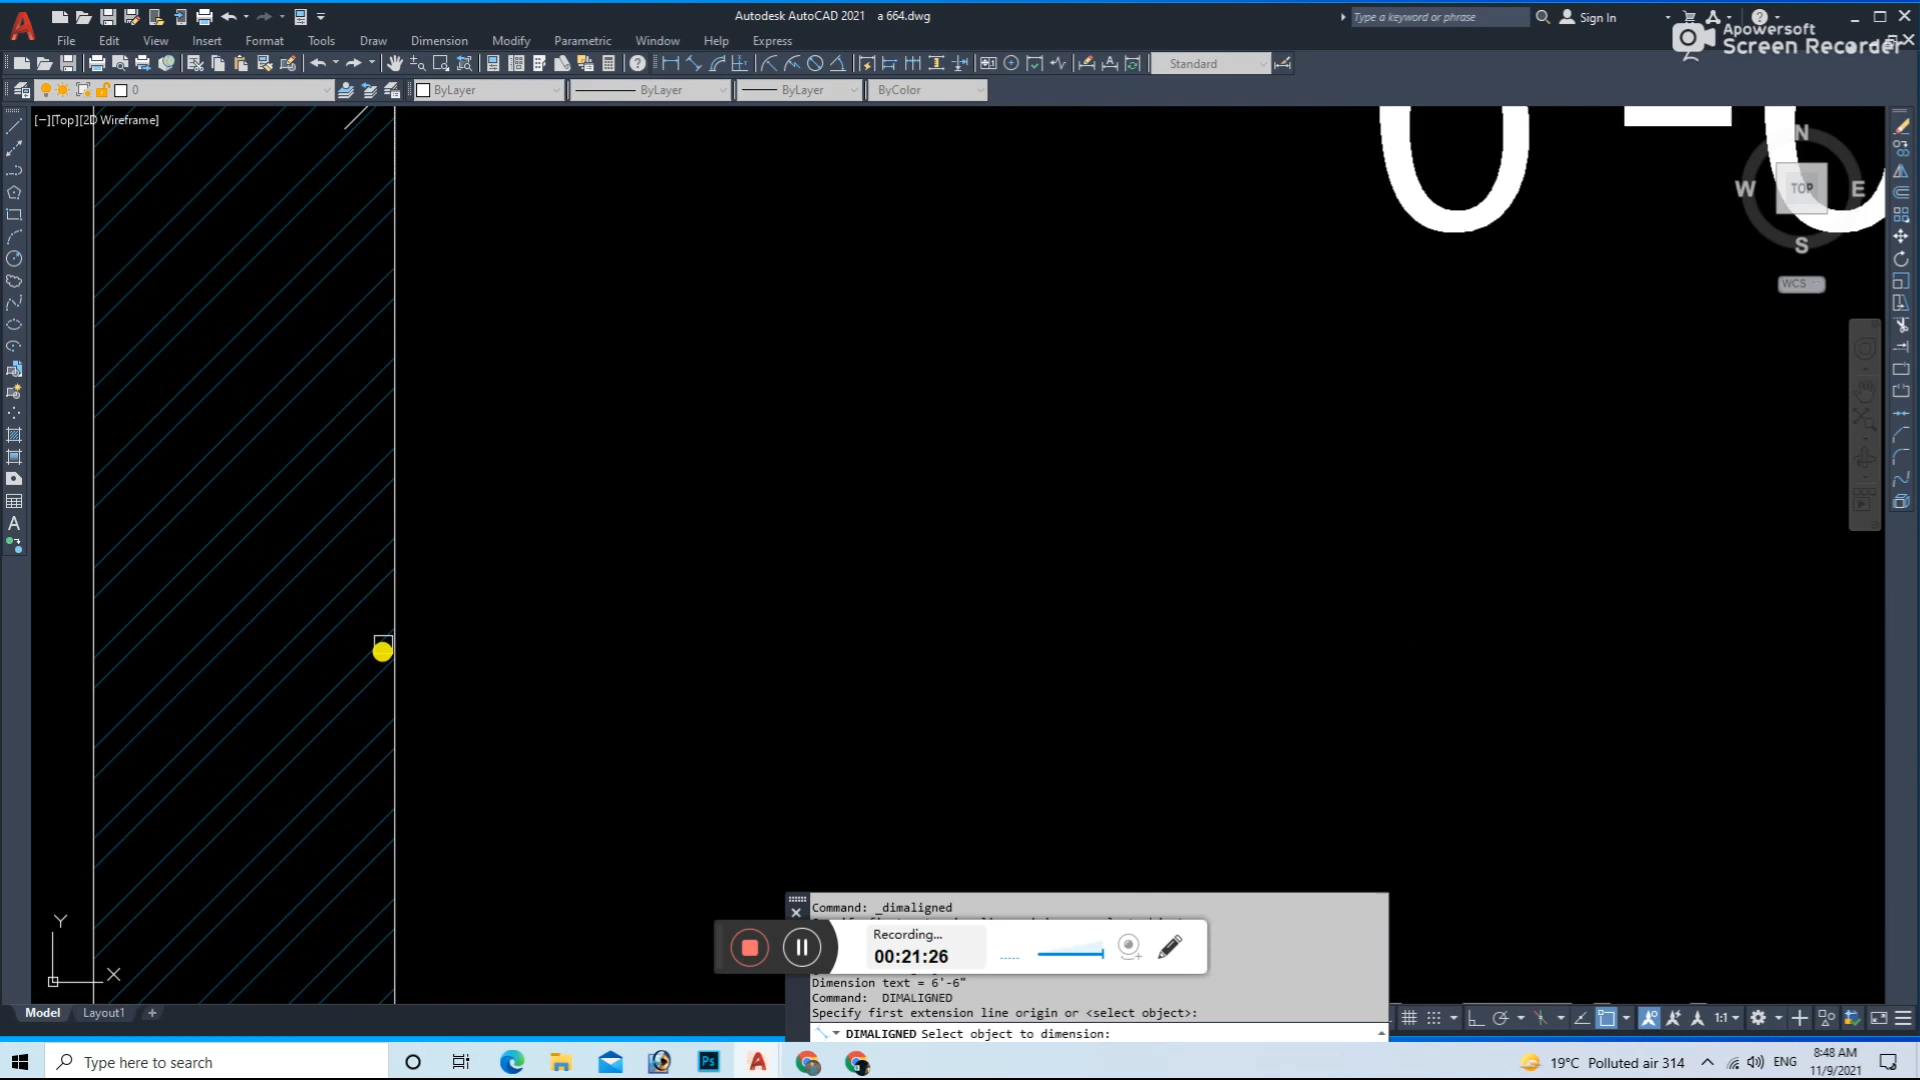 Autodesk AutoCAD 2021    a 664.dwg
Type a keyword or phrase
Sign In
Apowersoft
Screen Recorder
File Edit View Insert Format Tools Draw Dimension Modify Parametric Window Help Express
Standard
0
ByLayer
ByLayer
ByLayer
ByColor
[−][Top][2D Wireframe]
N
W
TOP
E
S
WCS
Y
X
Command: _dimaligned
Recording...
00:21:26
Dimension text = 6'-6"
Command:  DIMALIGNED
Specify first extension line origin or <select object>:
DIMALIGNED Select object to dimension:
Model Layout1 +
1:1
Type here to search
Ps
19°C Polluted air 314
ENG
8:48 AM
11/9/2021